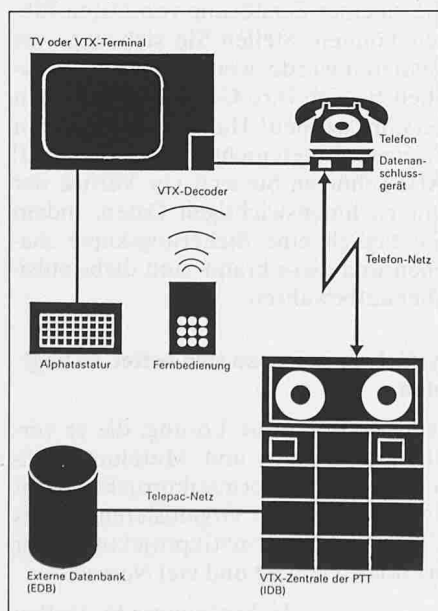 TV oder VTX-Terminal
Telefon
Datenan-
schluss-
gerät
VTX-Decoder
Telefon-Netz
Alphatastatur
Fernbedienung
Telepac-Netz
Externe Datenbank
(EDB)
VTX-Zentrale der PTT
(IDB)